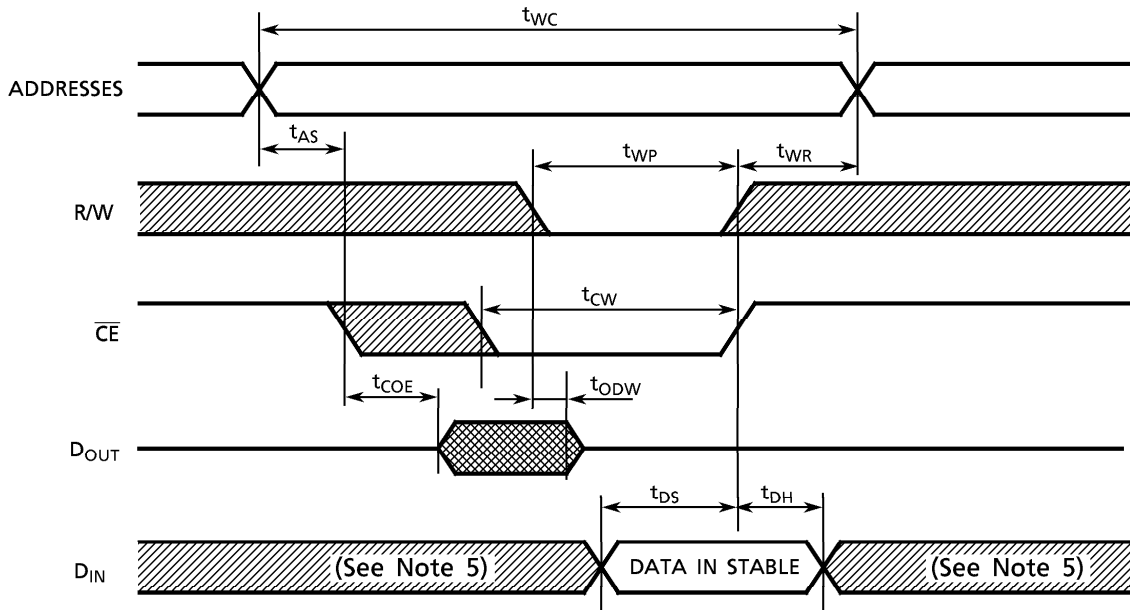 tWC
ADDRESSES
tAS
tWP
tWR
R/W
tCW
CE
tCOE
tODW
DOUT
tDS
tDH
DIN
(See Note 5)
DATA IN STABLE
(See Note 5)